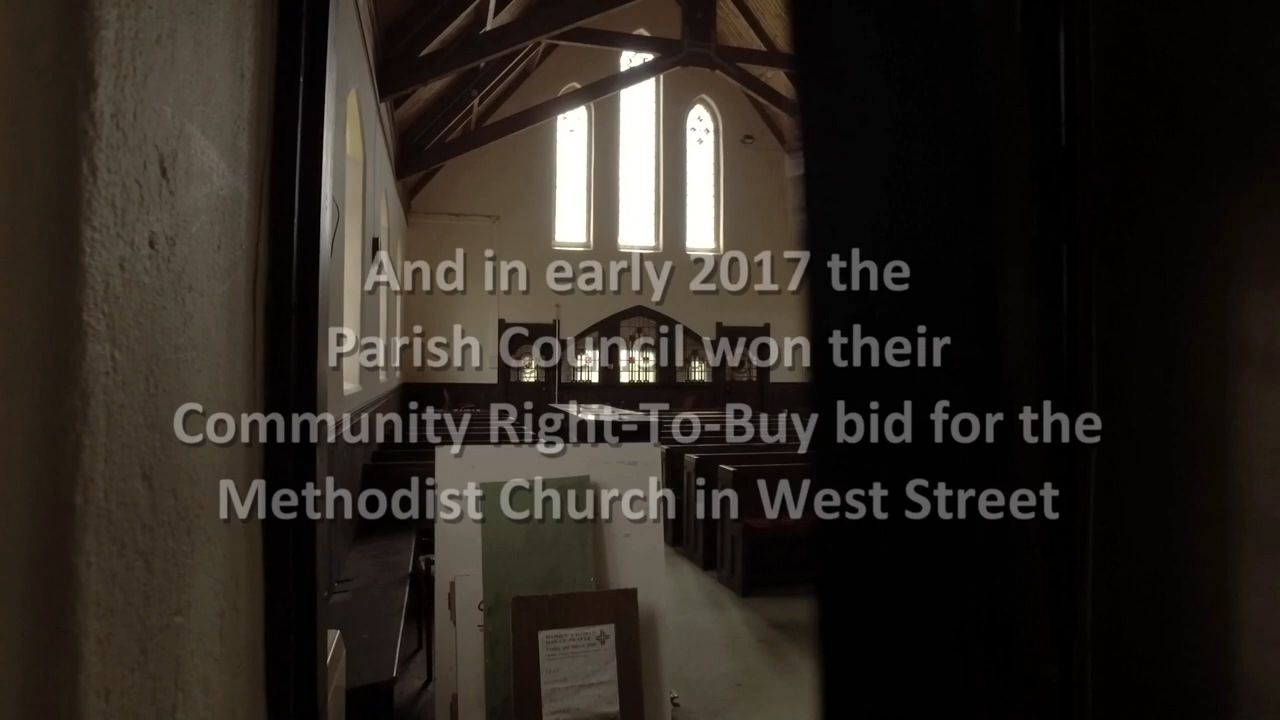 And in early 2017 the
Parish Council won their
Community Right-To-Buy bid for the
Methodist Church in West Street